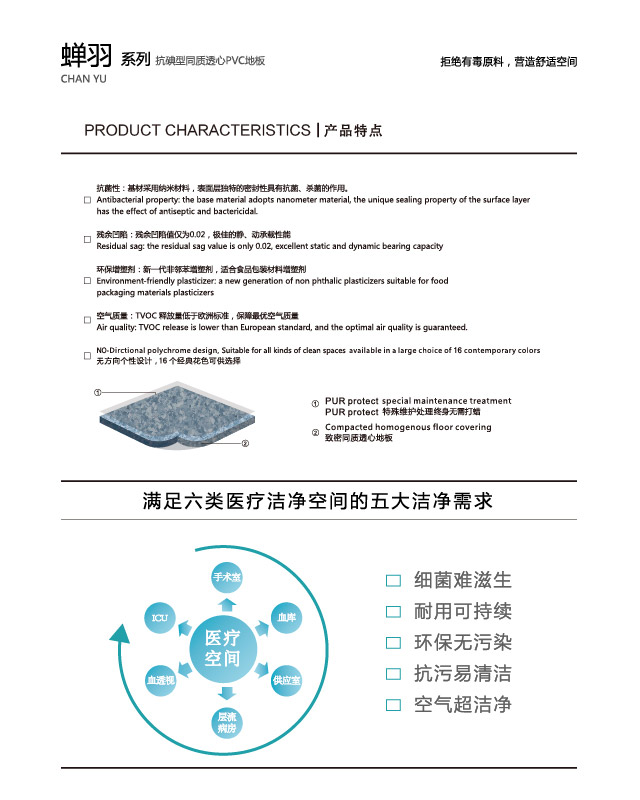 蝉羽 系列 抗碘型同质透心PVC地板
CHAN YU
拒绝有毒原料，营造舒适空间
PRODUCT CHARACTERISTICS | 产品特点
抗菌性：基材采用纳米材料，表面层独特的密封性具有抗菌、杀菌的作用。
Antibacterial property: the base material adopts nanometer material, the unique sealing property of the surface layer
has the effect of antiseptic and bactericidal.
残余凹陷：残余凹陷值仅为0.02，极佳的静、动承载性能
Residual sag: the residual sag value is only 0.02, excellent static and dynamic bearing capacity
环保增塑剂：新一代非邻苯增塑剂，适合食品包装材料增塑剂
Environment-friendly plasticizer: a new generation of non phthalic plasticizers suitable for food
packaging materials plasticizers
空气质量：TVOC 释放量低于欧洲标准，保障最优空气质量
Air quality: TVOC release is lower than European standard, and the optimal air quality is guaranteed.
NO-Dirctional polychrome design, Suitable for all kinds of clean spaces available in a large choice of 16 contemporary colors
无方向个性设计，16 个经典花色可供选择
①
②
① PUR protect special maintenance treatment
PUR protect 特殊维护处理终身无需打蜡
② Compacted homogenous floor covering
致密同质透心地板
满足六类医疗洁净空间的五大洁净需求
手术室
血库
供应室
层流
病房
血透视
ICU
医疗
空间
细菌难滋生
耐用可持续
环保无污染
抗污易清洁
空气超洁净